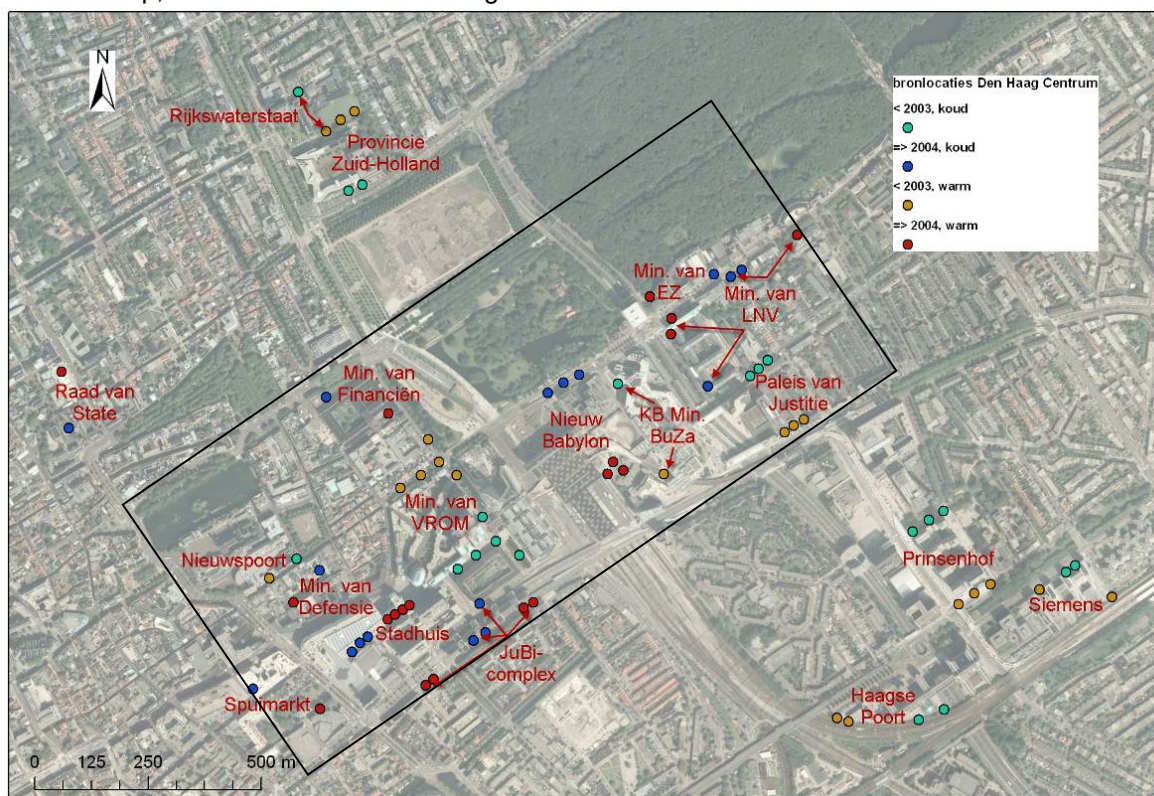 N
Rijkswaterstaat
Provincie
Zuid-Holland
bronlocaties Den Haag Centrum
< 2003, koud
=> 2004, koud
< 2003, warm
=> 2004, warm
Min. van
EZ
Min. van
LNV
Raad van
State
Min. van
Financiën
Nieuw
Babylon
KB Min.
BuZa
Paleis van
Justitie
Min. van
VROM
Nieuwspoort
Min. van
Defensie
Stadhuis
Prinsenhof
Siemens
JuBi-
complex
Spuimarkt
Haagse
Poort
0 125 250 500 m